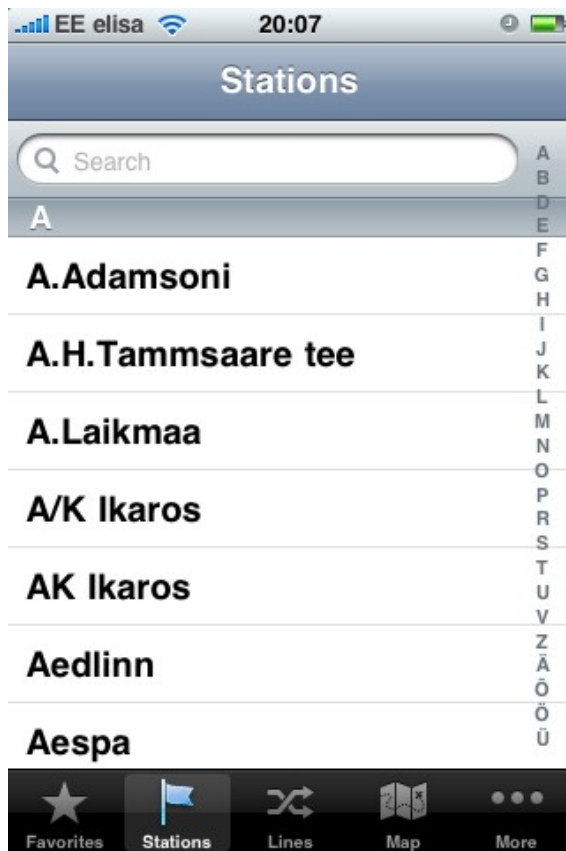 EE elisa 20:07
Stations
Search
A
A.Adamsoni
A.H.Tammsaare tee
A.Laikmaa
A/K Ikaros
AK Ikaros
Aedlinn
Aespa
A
B
D
E
F
G
H
I
J
K
L
M
N
O
P
R
S
T
U
V
Z
Ä
Õ
Ö
Ü
Favorites Stations Lines Map More